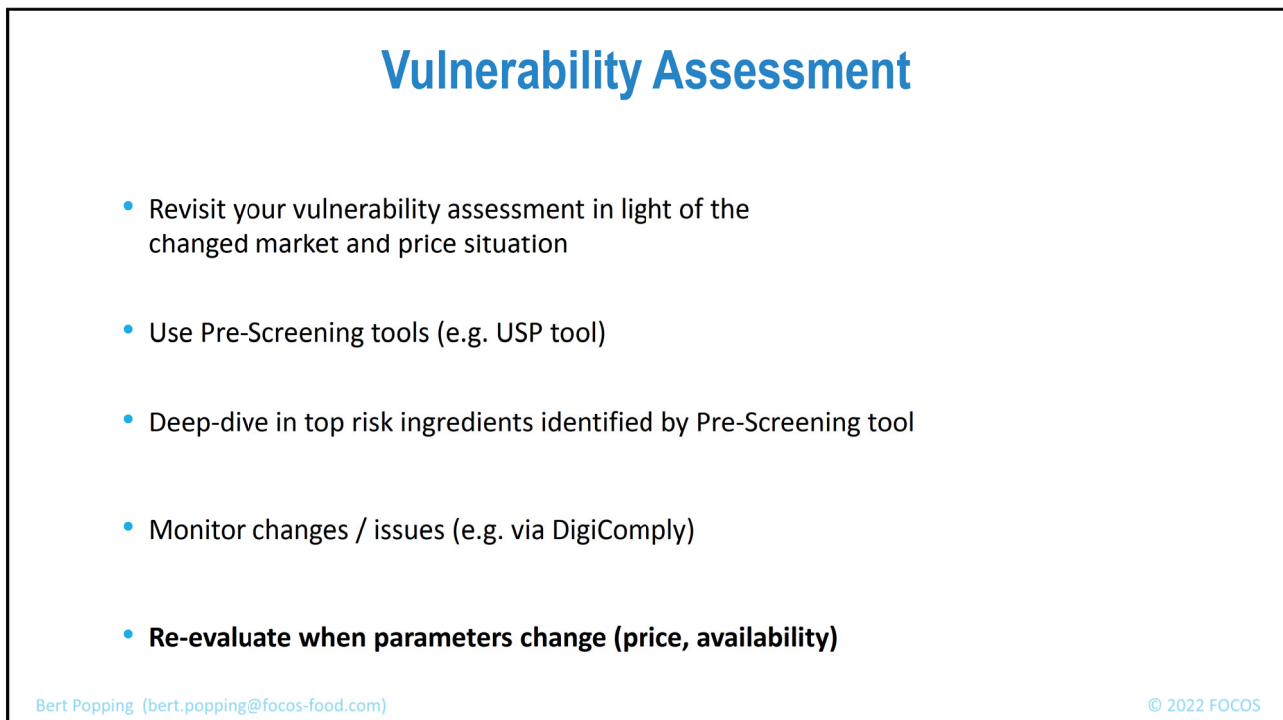 Vulnerability Assessment
• Revisit your vulnerability assessment in light of the
changed market and price situation
• Use Pre-Screening tools (e.g. USP tool)
• Deep-dive in top risk ingredients identified by Pre-Screening tool
• Monitor changes / issues (e.g. via DigiComply)
• Re-evaluate when parameters change (price, availability)
Bert Popping (bert.popping@focos-food.com)
© 2022 FOCOS